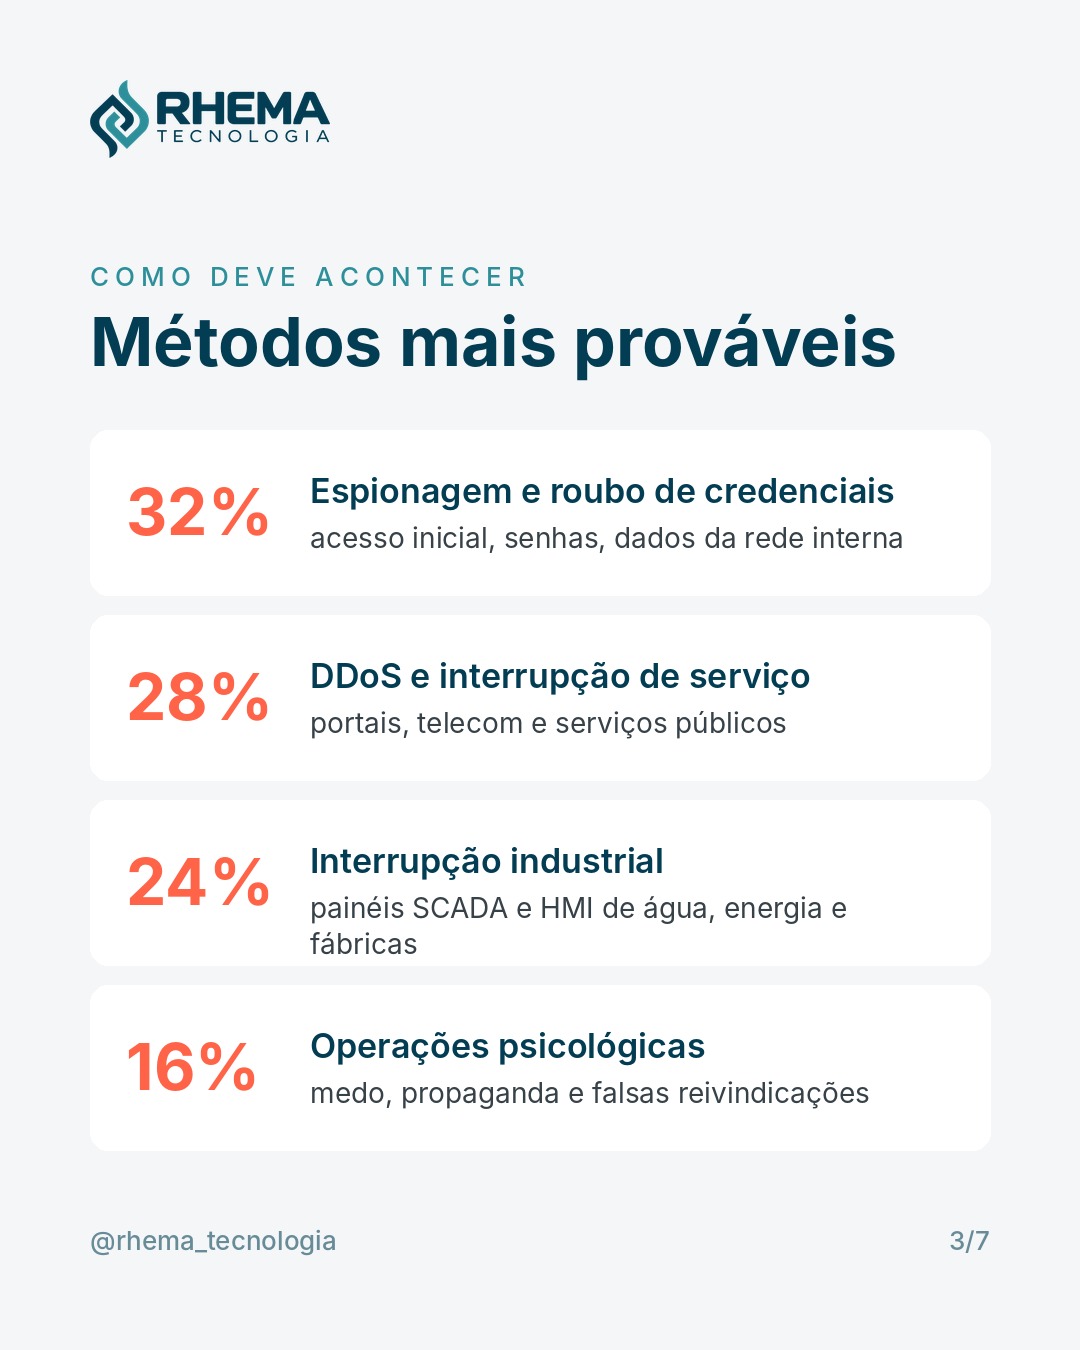 RHEMA
TECNOLOGIA
COMO DEVE ACONTECER
Métodos mais prováveis
32%
Espionagem e roubo de credenciais
acesso inicial, senhas, dados da rede interna
28%
DDoS e interrupção de serviço
portais, telecom e serviços públicos
24%
Interrupção industrial
painéis SCADA e HMI de água, energia e
fábricas
16%
Operações psicológicas
medo, propaganda e falsas reivindicações
@rhema_tecnologia
3/7